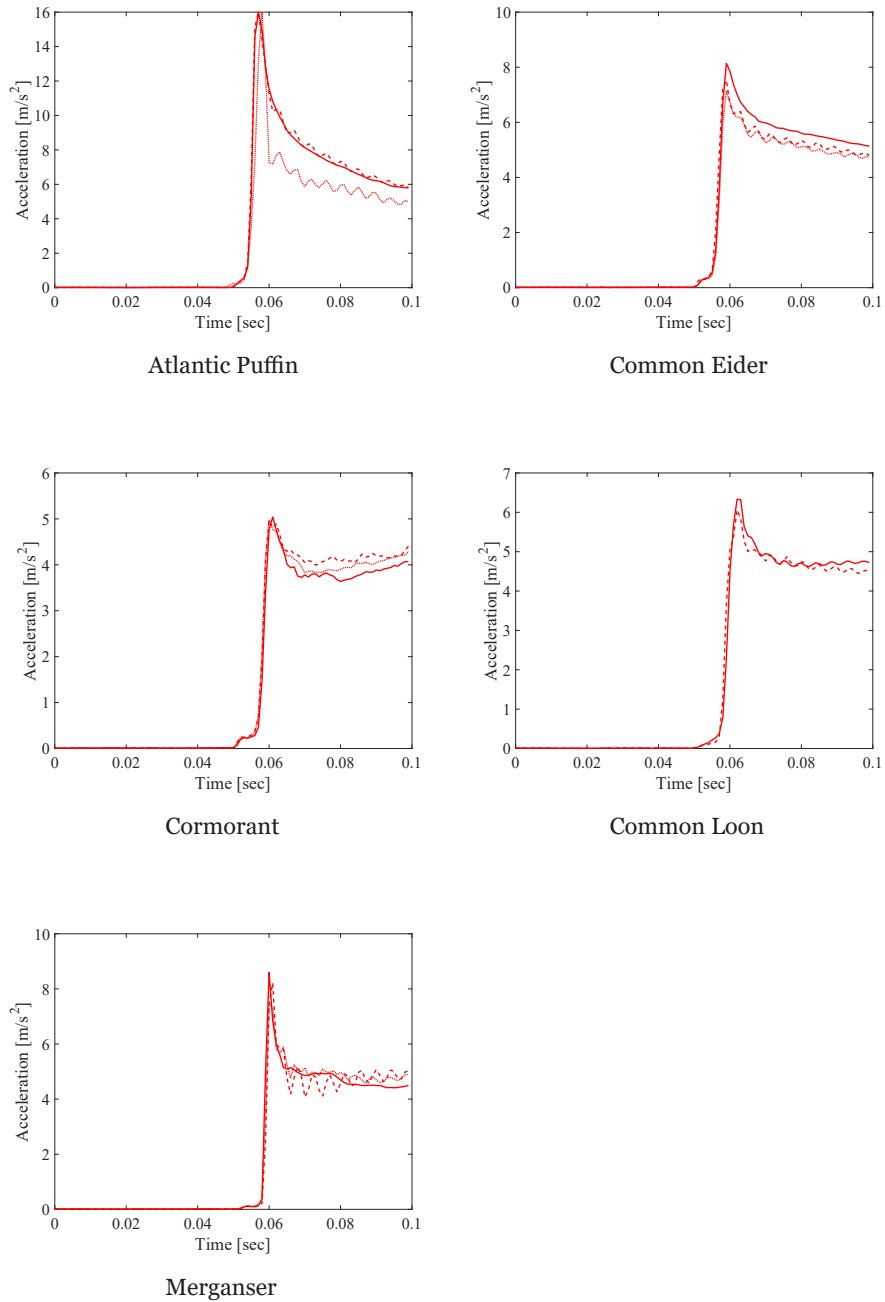 16
14
12
10
8
6
4
2
0
Acceleration [m/s²]
0 0.02 0.04 0.06 0.08 0.1
Time [sec]
Atlantic Puffin
10
8
6
4
2
0
Acceleration [m/s²]
0 0.02 0.04 0.06 0.08 0.1
Time [sec]
Common Eider
6
5
4
3
2
1
0
Acceleration [m/s²]
0 0.02 0.04 0.06 0.08 0.1
Time [sec]
Cormorant
7
6
5
4
3
2
1
0
Acceleration [m/s²]
0 0.02 0.04 0.06 0.08 0.1
Time [sec]
Common Loon
10
8
6
4
2
0
Acceleration [m/s²]
0 0.02 0.04 0.06 0.08 0.1
Time [sec]
Merganser